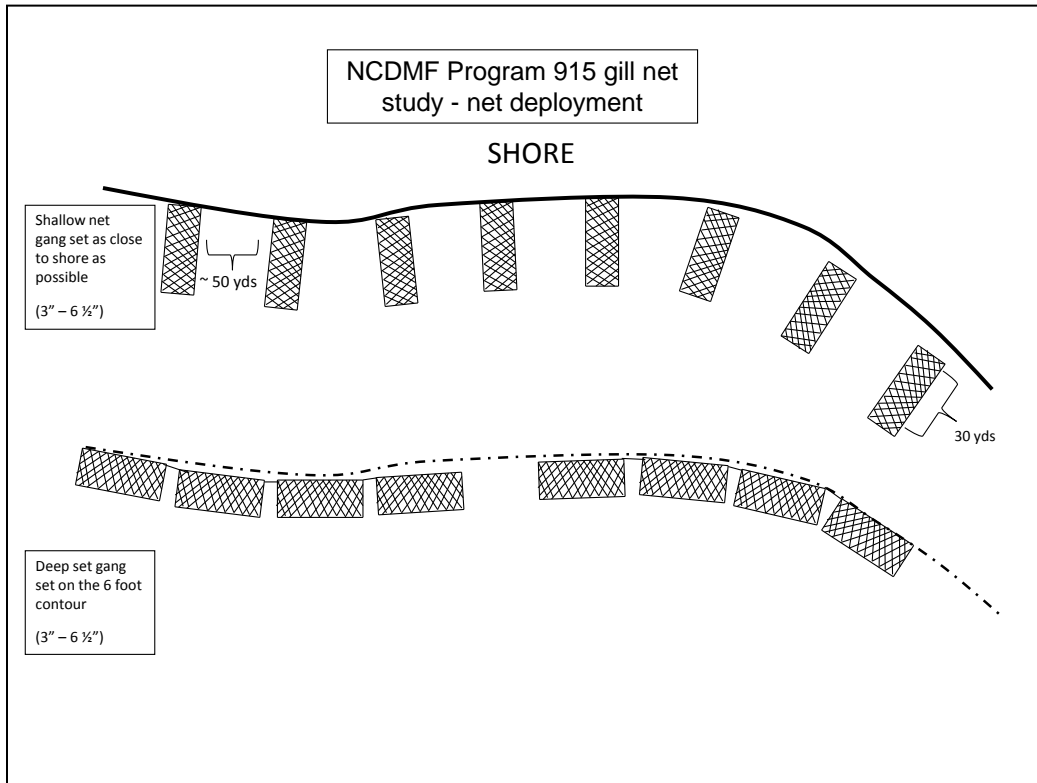 NCDMF Program 915 gill net
study - net deployment
SHORE
Shallow net
gang set as close
to shore as
possible
(3” – 6 ½”)
~ 50 yds
30 yds
Deep set gang
set on the 6 foot
contour
(3” – 6 ½”)